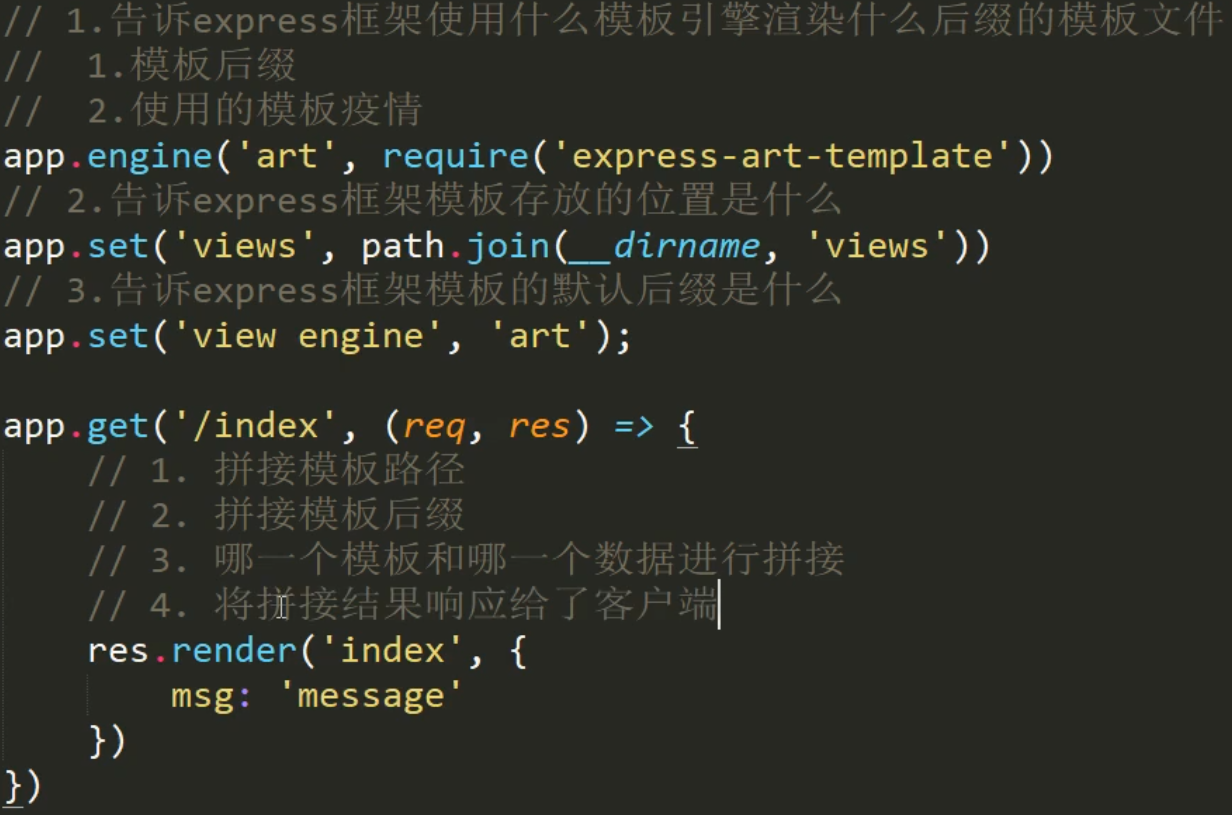 // 1.告诉express框架使用什么模板引擎渲染什么后缀的模板文件
//  1.模板后缀
//  2.使用的模板疫情
app.engine('art', require('express-art-template'))
// 2.告诉express框架模板存放的位置是什么
app.set('views', path.join(__dirname, 'views'))
// 3.告诉express框架模板的默认后缀是什么
app.set('view engine', 'art');
app.get('/index', (req, res) => {
    // 1. 拼接模板路径
    // 2. 拼接模板后缀
    // 3. 哪一个模板和哪一个数据进行拼接
    // 4. 将拼接结果响应给了客户端
    res.render('index', {
        msg: 'message'
    })
})